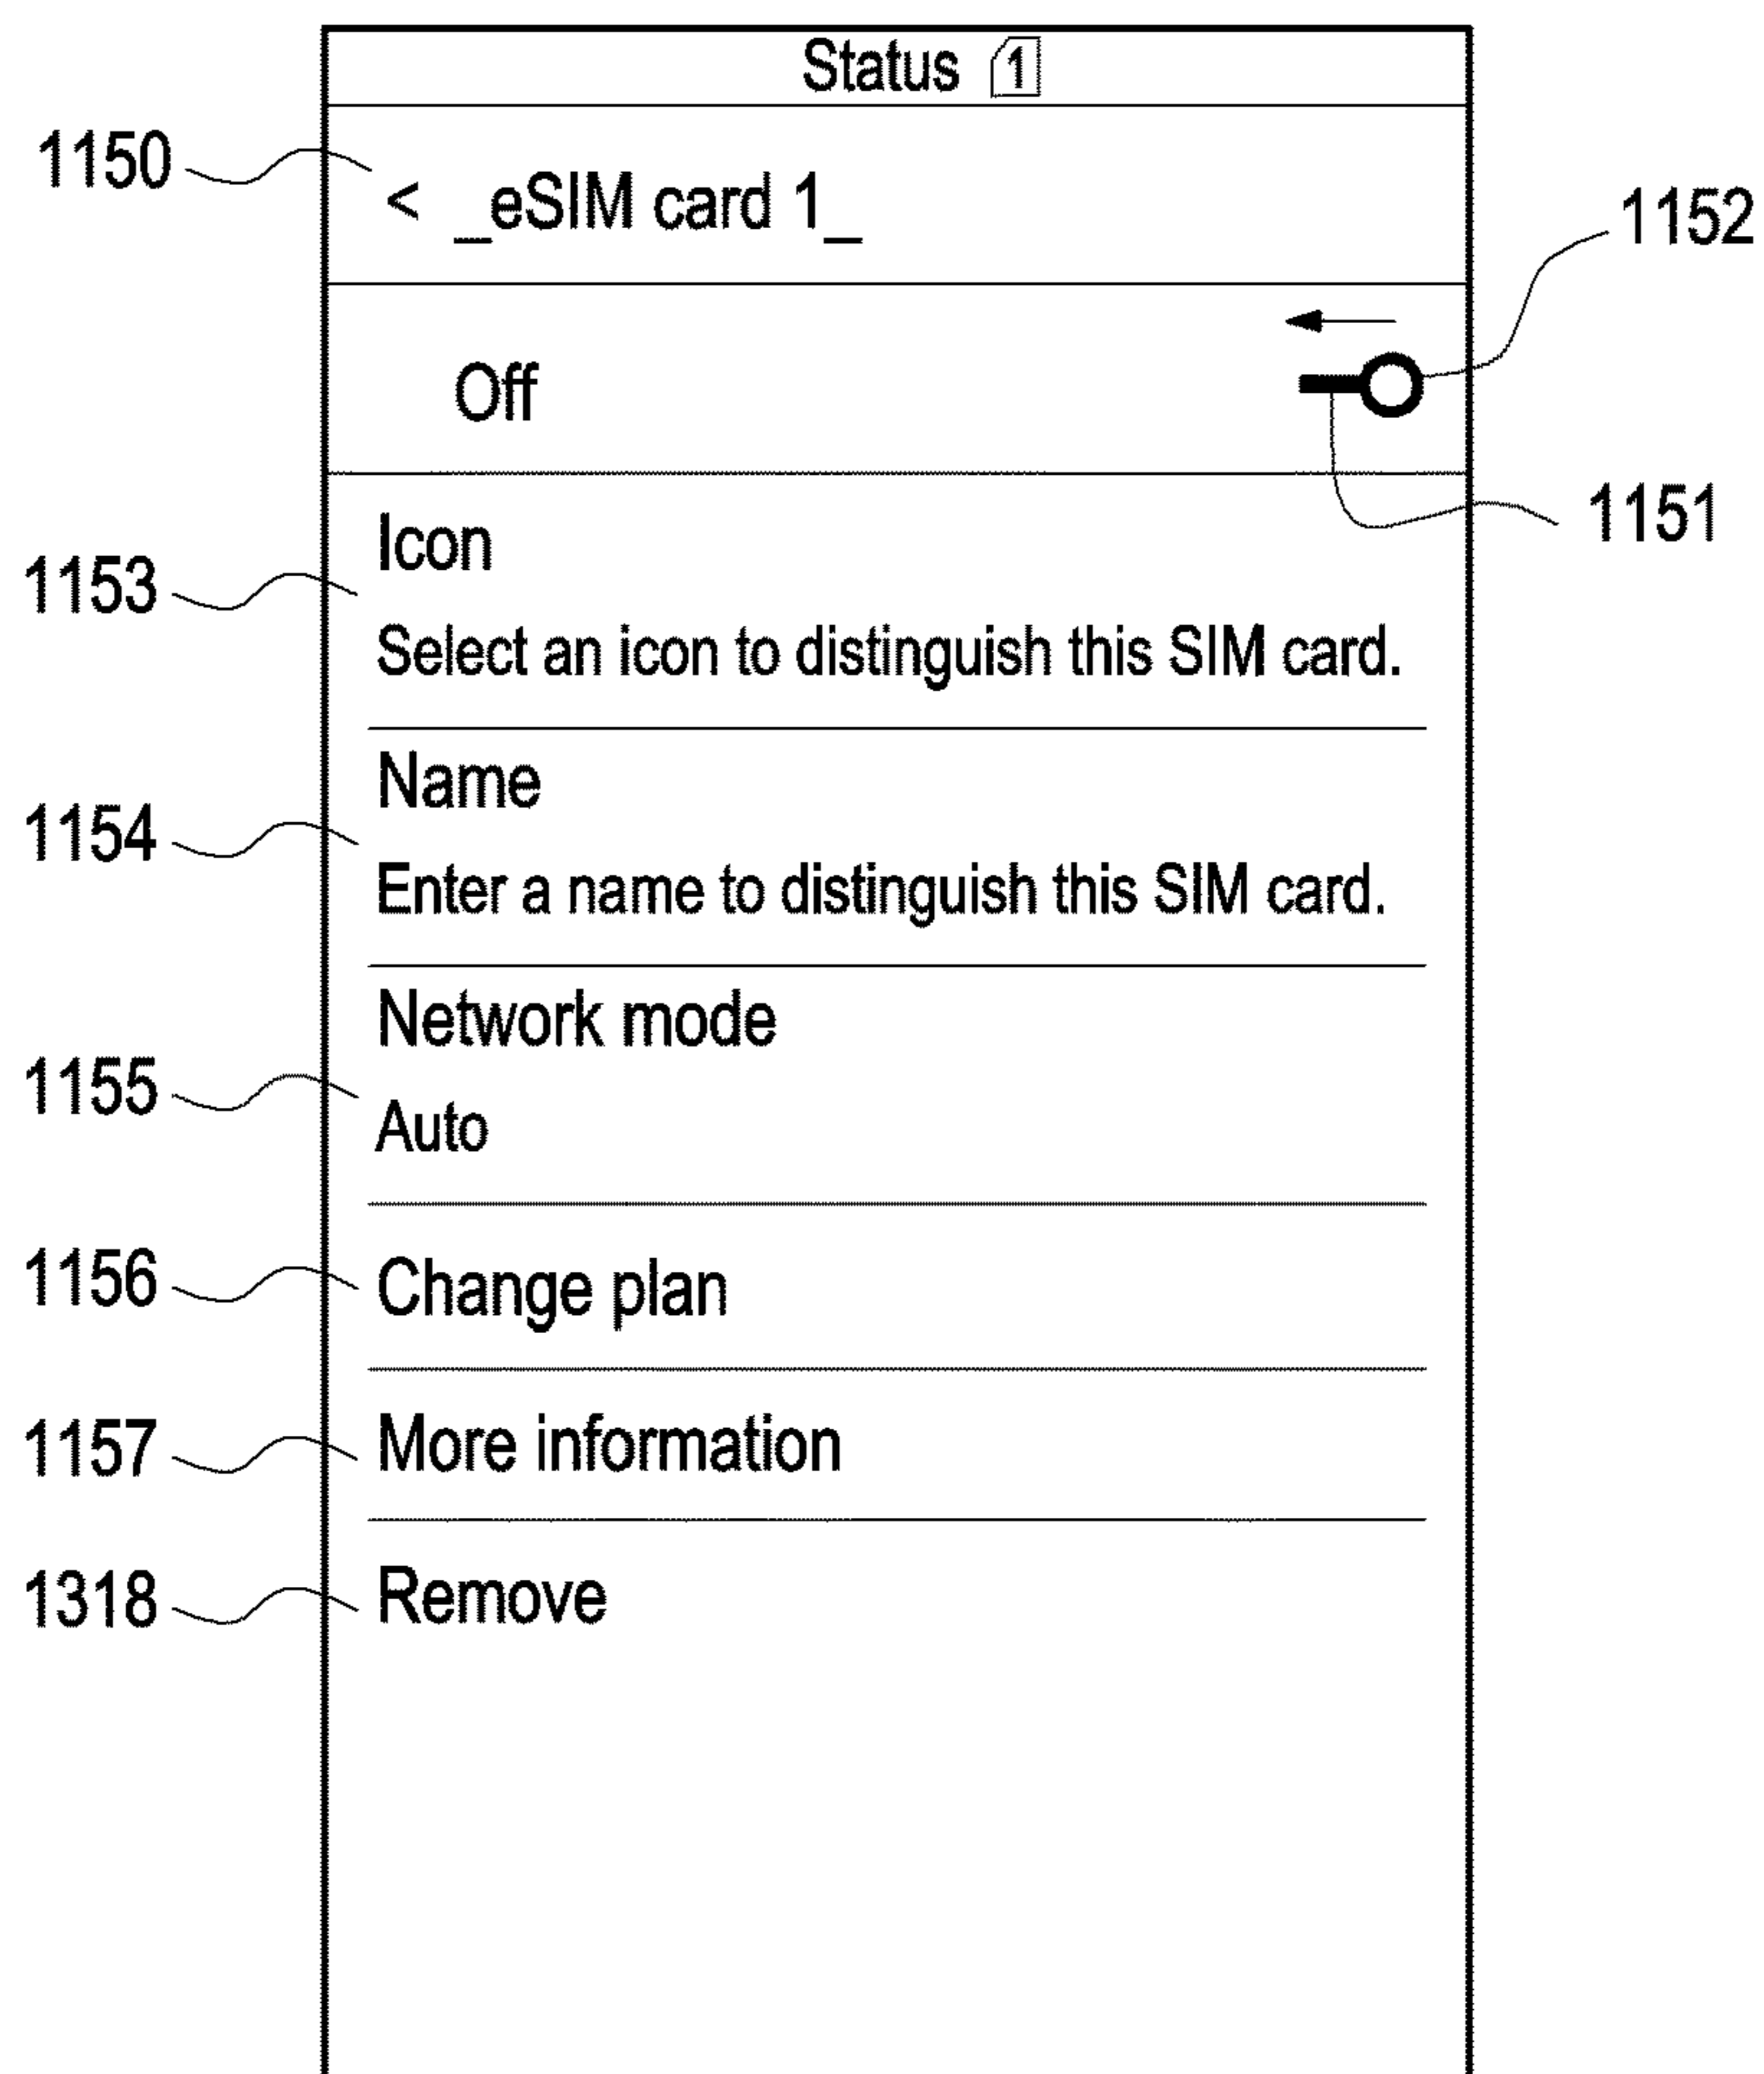 Status 1
1150
< _eSIM card 1_
1152
Off
1151
Icon
1153
Select an icon to distinguish this SIM card.
Name
1154
Enter a name to distinguish this SIM card.
Network mode
1155
Auto
1156
Change plan
1157
More information
1318
Remove